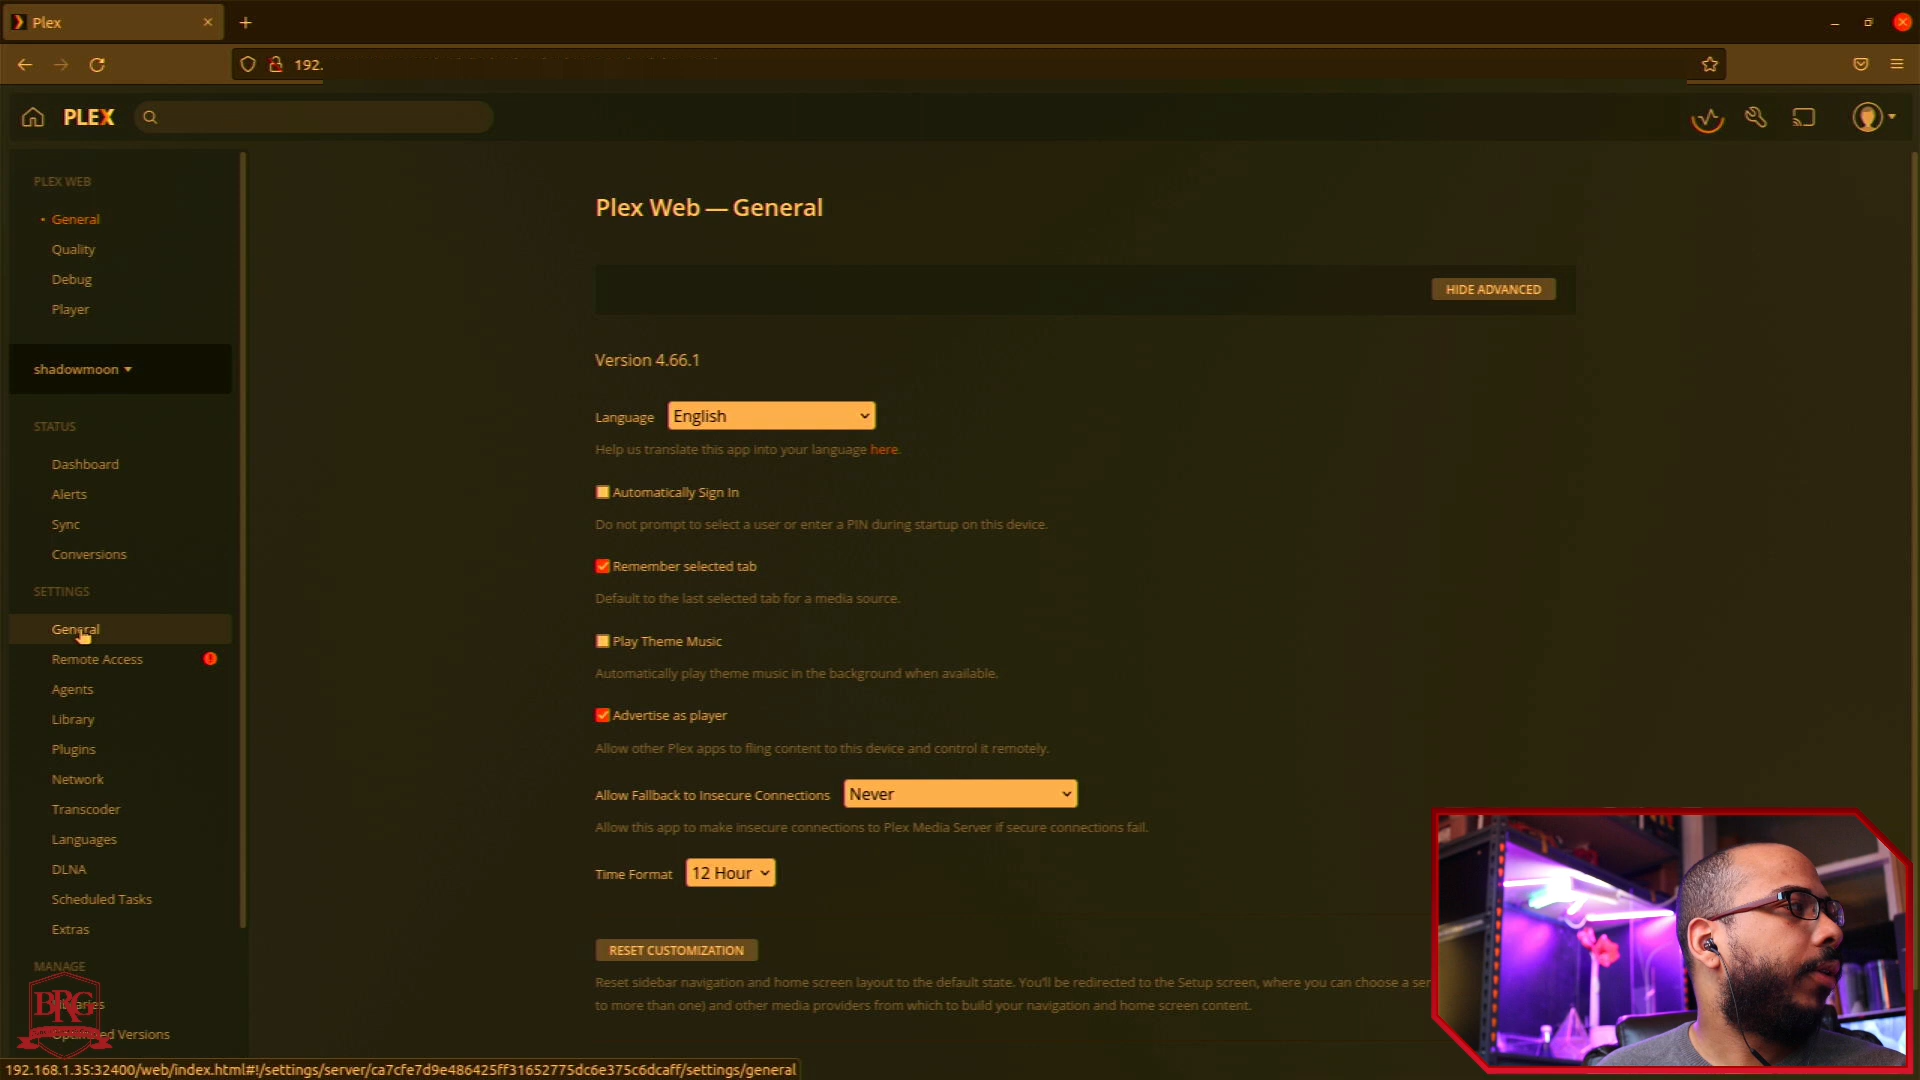 Plex
192.
PLEX
PLEX WEB
General
Quality
Debug
Player
shadowmoon
STATUS
Dashboard
Alerts
Sync
Conversions
SETTINGS
General
Remote Access
Agents
Library
Plugins
Network
Transcoder
Languages
DLNA
Scheduled Tasks
Extras
MANAGE
BRG
Versions
Plex Web — General
HIDE ADVANCED
Version 4.66.1
Language English
Help us translate this app into your language here.
Automatically Sign In
Do not prompt to select a user or enter a PIN during startup on this device.
Remember selected tab
Default to the last selected tab for a media source.
Play Theme Music
Automatically play theme music in the background when available.
Advertise as player
Allow other Plex apps to fling content to this device and control it remotely.
Allow Fallback to Insecure Connections Never
Allow this app to make insecure connections to Plex Media Server if secure connections fail.
Time Format 12 Hour
RESET CUSTOMIZATION
Reset sidebar navigation and home screen layout to the default state. You'll be redirected to the Setup screen, where you can choose a ser
to more than one) and other media providers from which to build your navigation and home screen content.
192.168.1.35:32400/web/index.html#!/settings/server/ca7cfe7d9e486425ff31652775dc6e375c6dcaff/settings/general